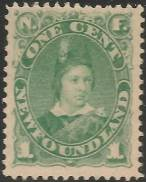 N. F.
ONE CENT
NEWFOUNDLAND
1 1